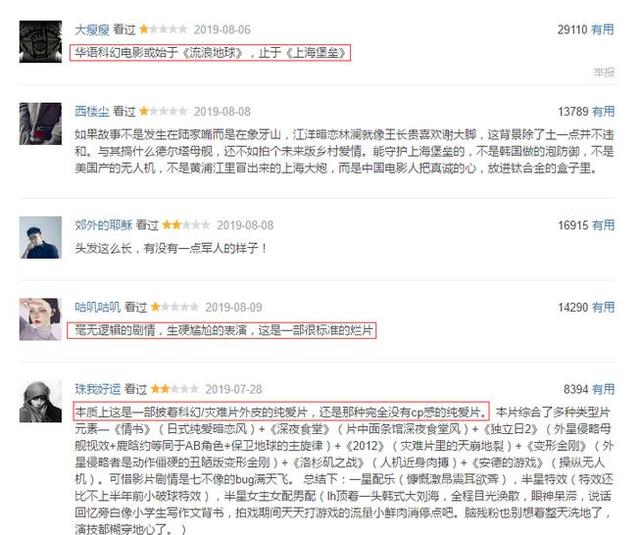 大瘦瘦 看过 2019-08-06 29110 有用
华语科幻电影或始于《流浪地球》，止于《上海堡垒》
举报
西楼尘 看过 2019-08-08 13789 有用
如果故事不是发生在陆家嘴而是在象牙山，江洋暗恋林澜就像王长贵喜欢谢大脚，这背景除了土一点并不违
和。与其搞什么德尔塔母舰，还不如拍个未来版乡村爱情。能守护上海堡垒的，不是韩国做的泡防御，不是
美国产的无人机，不是黄浦江里冒出来的上海大炮，而是中国电影人把真诚的心，放进钛合金的盒子里。
郊外的耶稣 看过 2019-08-08 16915 有用
头发这么长，有没有一点军人的样子！
咕叽咕叽 看过 2019-08-09 14290 有用
毫无逻辑的剧情，生硬尴尬的表演，这是一部很标准的烂片
珠我好运 看过 2019-07-28 8394 有用
本质上这是一部披着科幻/灾难片外皮的纯爱片，还是那种完全没有cp感的纯爱片。 本片综合了多种类型片
元素—《情书》（日式纯爱暗恋风）+《深夜食堂》（片中面条馆深夜食堂风）+《独立日2》（外星侵略母
舰视效+鹿晗约等同于AB角色+保卫地球的主旋律）+《2012》（灾难片里的天崩地裂）+《变形金刚》（外
星侵略者是动作僵硬的丑陋版变形金刚）+《洛杉矶之战》（人机近身肉搏）+《安德的游戏》（操纵无人
机）。可惜影片剧情是七不像的bug满天飞。 总结下：一星配乐（慷慨激昂震耳欲聋），半星特效（特效还
比不上半年前小破球特效），半星女主女配男配（lh顶着一头韩式大刘海，全程目光涣散，眼神呆滞，说话
回忆旁白像小学生写作文背书，拍戏期间天天打游戏的流量小鲜肉消停点吧。脑残粉也别想着整天洗地了，
演技都糊穿地心了。）